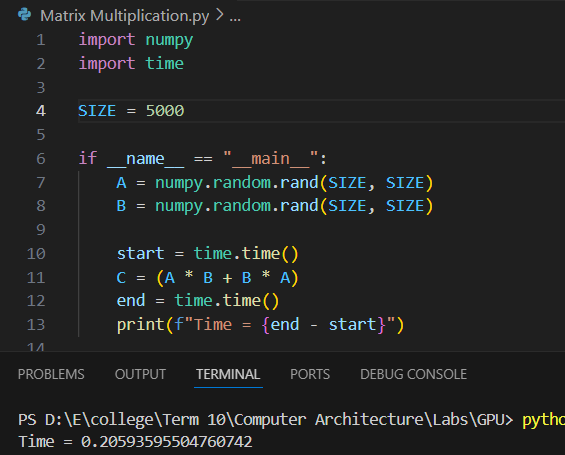 Matrix Multiplication.py > ...
1 import numpy
2 import time
3
4 SIZE = 5000
5
6 if __name__ == "__main__":
7     A = numpy.random.rand(SIZE, SIZE)
8     B = numpy.random.rand(SIZE, SIZE)
9
10     start = time.time()
11     C = (A * B + B * A)
12     end = time.time()
13     print(f"Time = {end - start}")
14
PROBLEMS OUTPUT TERMINAL PORTS DEBUG CONSOLE
PS D:\E\college\Term 10\Computer Architecture\Labs\GPU> pytho
Time = 0.20593595504760742